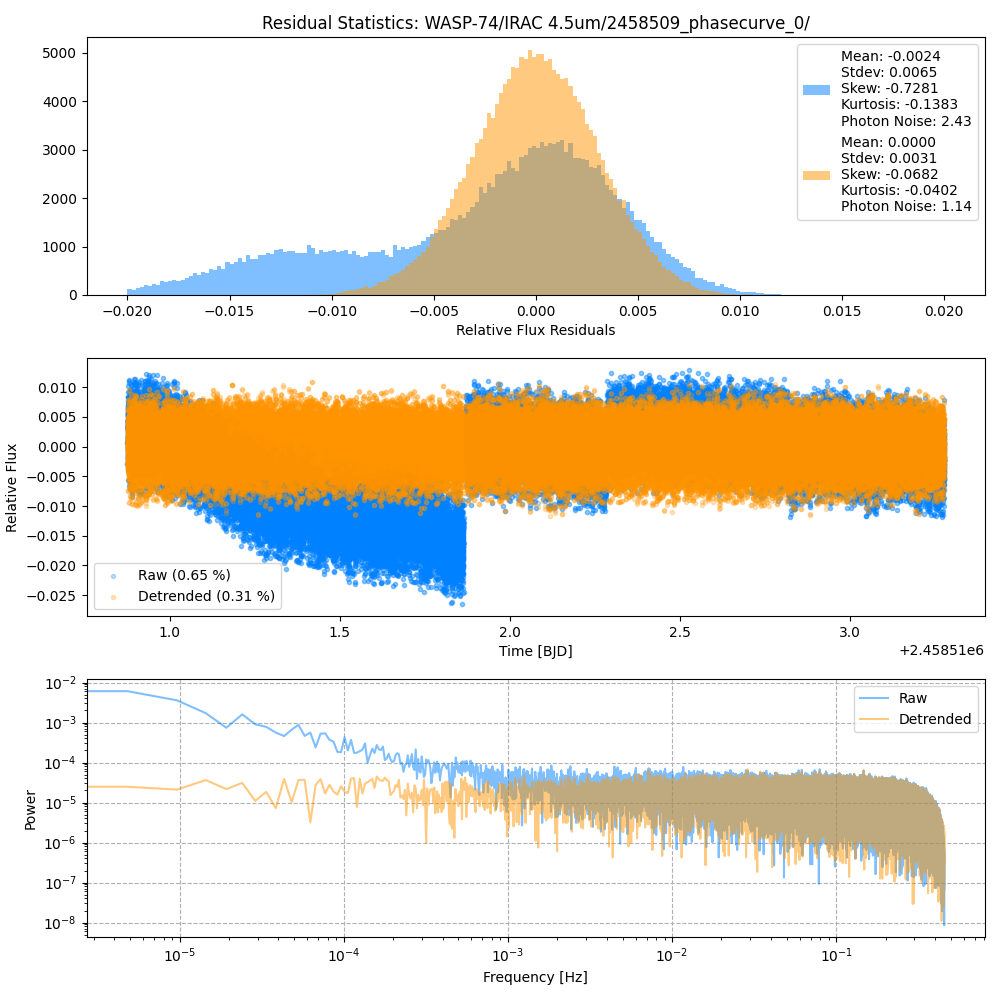 Residual Statistics: WASP-74/IRAC 4.5um/2458509_phasecurve_0/
5000
4000
3000
2000
1000
0
Mean: -0.0024
Stdev: 0.0065
Skew: -0.7281
Kurtosis: -0.1383
Photon Noise: 2.43
Mean: 0.0000
Stdev: 0.0031
Skew: -0.0682
Kurtosis: -0.0402
Photon Noise: 1.14
−0.020 −0.015 −0.010 −0.005 0.000 0.005 0.010 0.015 0.020
Relative Flux Residuals
0.010
0.005
0.000
−0.005
−0.010
−0.015
−0.020
−0.025
Relative Flux
Raw (0.65 %)
Detrended (0.31 %)
1.0 1.5 2.0 2.5 3.0
Time [BJD]
+2.45851e6
10⁻²
10⁻³
10⁻⁴
10⁻⁵
10⁻⁶
10⁻⁷
10⁻⁸
Power
Raw
Detrended
10⁻⁵ 10⁻⁴ 10⁻³ 10⁻² 10⁻¹
Frequency [Hz]